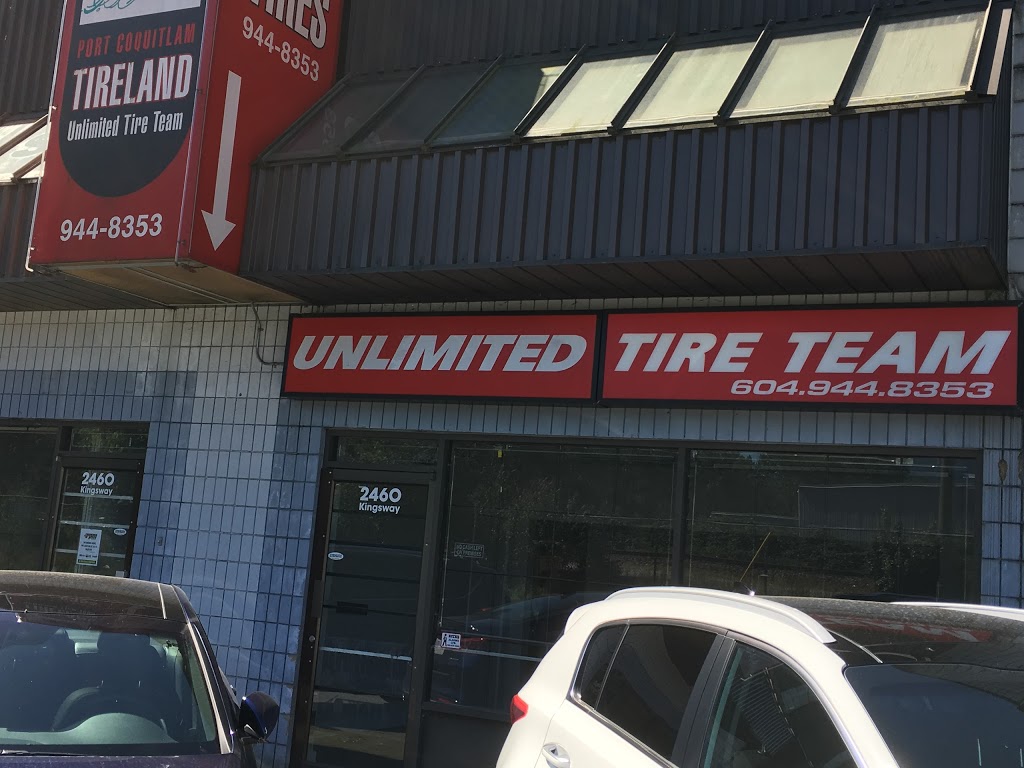 PORT COQUITLAM
TIRELAND
Unlimited Tire Team
944-8353
TIRES
944-8353
UNLIMITED TIRE TEAM
604.944.8353
2460
Kingsway
2460
Kingsway